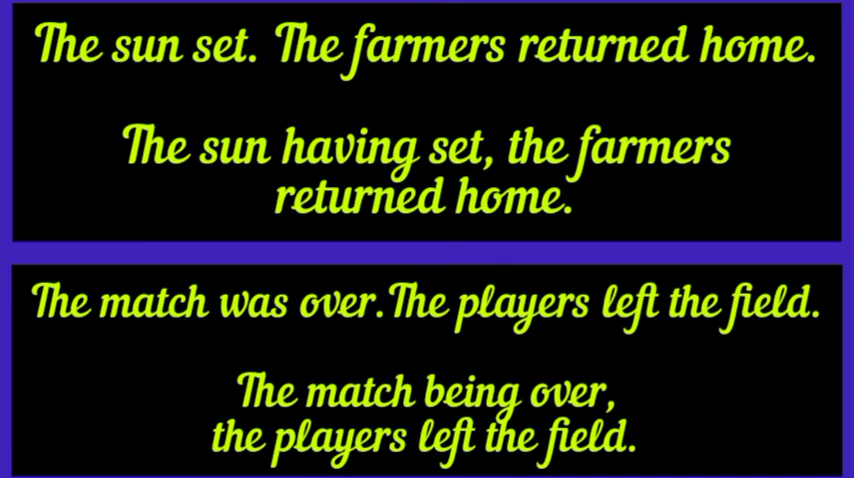 The sun set. The farmers returned home.
The sun having set, the farmers
returned home.
The match was over.The players left the field.
The match being over,
the players left the field.